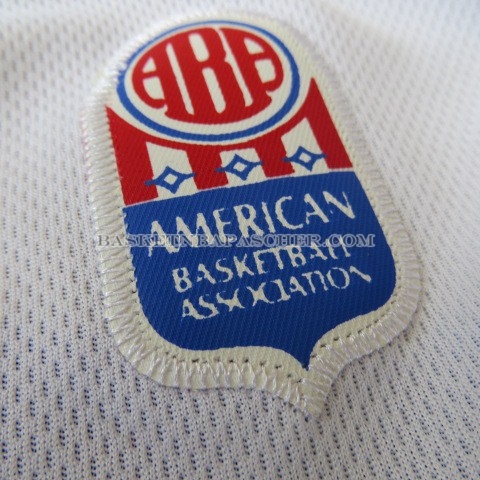 ABA
AMERICAN
BASKETNBAPASCHER.COM
BASKETBALL
ASSOCIATION